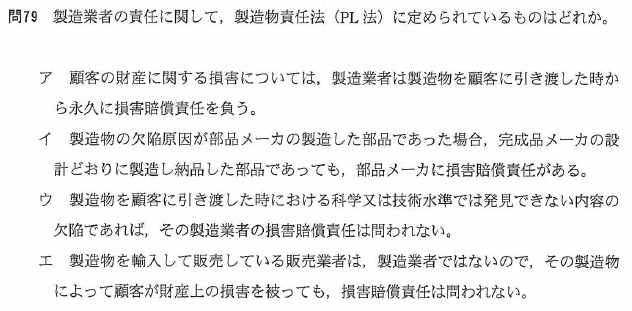 問79 製造業者の責任に関して，製造物責任法（PL法）に定められているものはどれか。
ア 顧客の財産に関する損害については，製造業者は製造物を顧客に引き渡した時か
ら永久に損害賠償責任を負う。
イ 製造物の欠陥原因が部品メーカの製造した部品であった場合，完成品メーカの設
計どおりに製造し納品した部品であっても，部品メーカに損害賠償責任がある。
ウ 製造物を顧客に引き渡した時における科学又は技術水準では発見できない内容の
欠陥であれば，その製造業者の損害賠償責任は問われない。
エ 製造物を輸入して販売している販売業者は，製造業者ではないので，その製造物
によって顧客が財産上の損害を被っても，損害賠償責任は問われない。